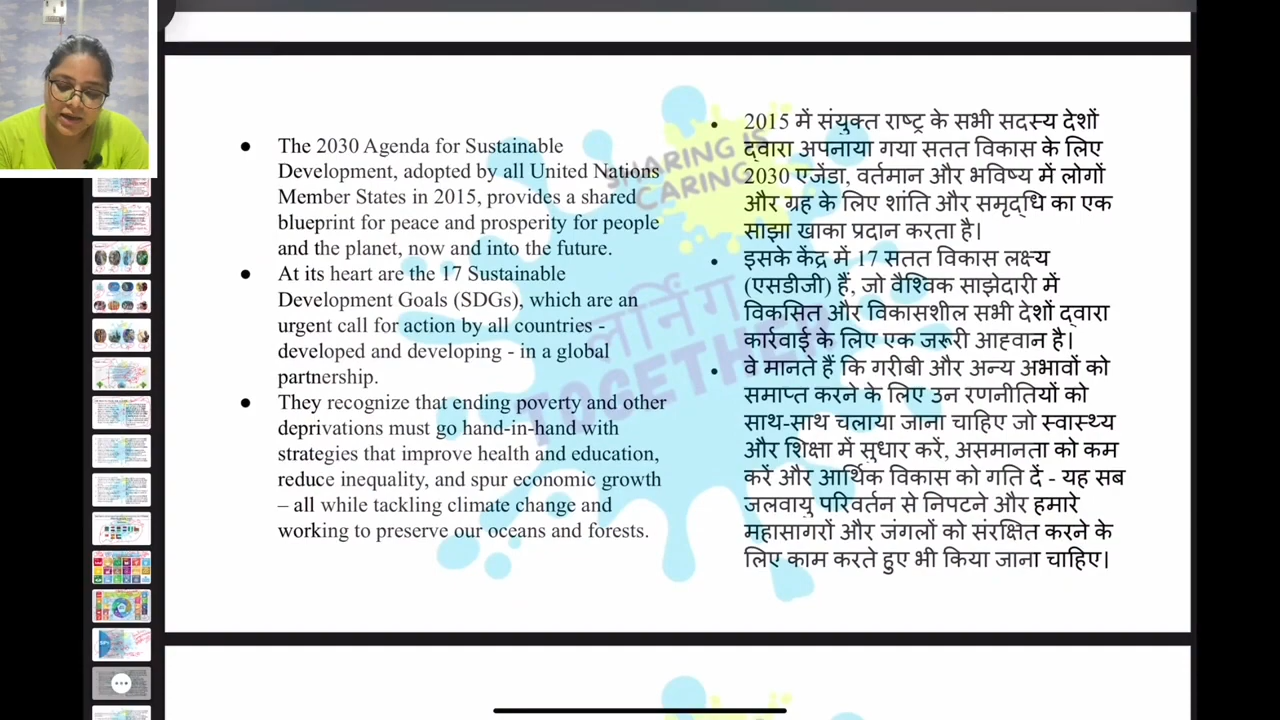 The 2030 Agenda for Sustainable
Development, adopted by all United Nations
Member States in 2015, provides a shared
blueprint for peace and prosperity for people
and the planet, now and into the future.
At its heart are the 17 Sustainable
Development Goals (SDGs), which are an
urgent call for action by all countries -
developed and developing - in a global
partnership.
They recognize that ending poverty and other
deprivations must go hand-in-hand with
strategies that improve health and education,
reduce inequality, and spur economic growth
– all while tackling climate change and
working to preserve our oceans and forests.
2015 में संयुक्त राष्ट्र के सभी सदस्य देशों
द्वारा अपनाया गया सतत विकास के लिए
2030 एजेंडा, वर्तमान और भविष्य में लोगों
और ग्रह के लिए शांति और समृद्धि का एक
साझा खाका प्रदान करता है।
इसके केंद्र में 17 सतत विकास लक्ष्य
(एसडीजी) हैं, जो वैश्विक साझेदारी में
विकसित और विकासशील सभी देशों द्वारा
कार्रवाई के लिए एक जरूरी आह्वान है।
वे मानते हैं कि गरीबी और अन्य अभावों को
समाप्त करने के लिए उन रणनीतियों को
साथ-साथ चलाया जाना चाहिए जो स्वास्थ्य
और शिक्षा में सुधार करें, असमानता को कम
करें और आर्थिक विकास को गति दें - यह सब
जलवायु परिवर्तन से निपटने और हमारे
महासागरों और जंगलों को संरक्षित करने के
लिए काम करते हुए भी किया जाना चाहिए।
SHARING IS
CARING